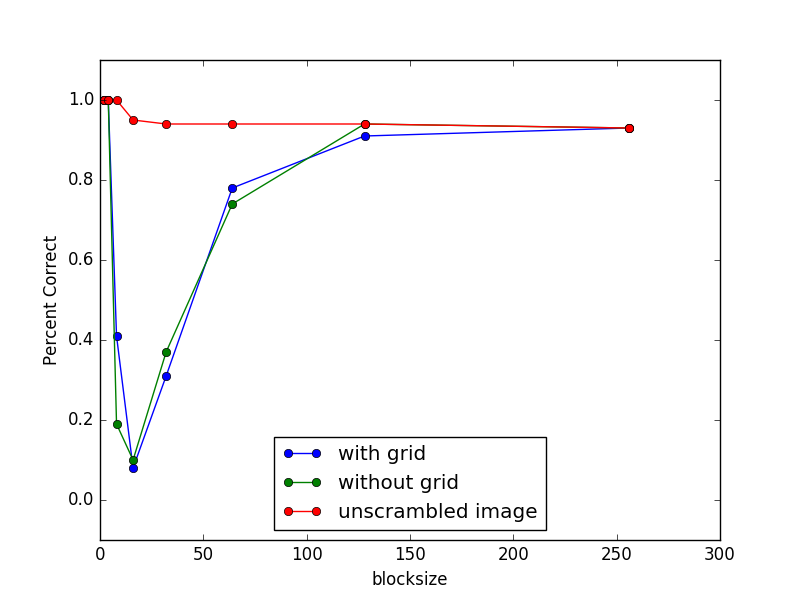 1.0
0.8
0.6
0.4
0.2
0.0
Percent Correct
with grid
without grid
unscrambled image
0 50 100 150 200 250 300
blocksize